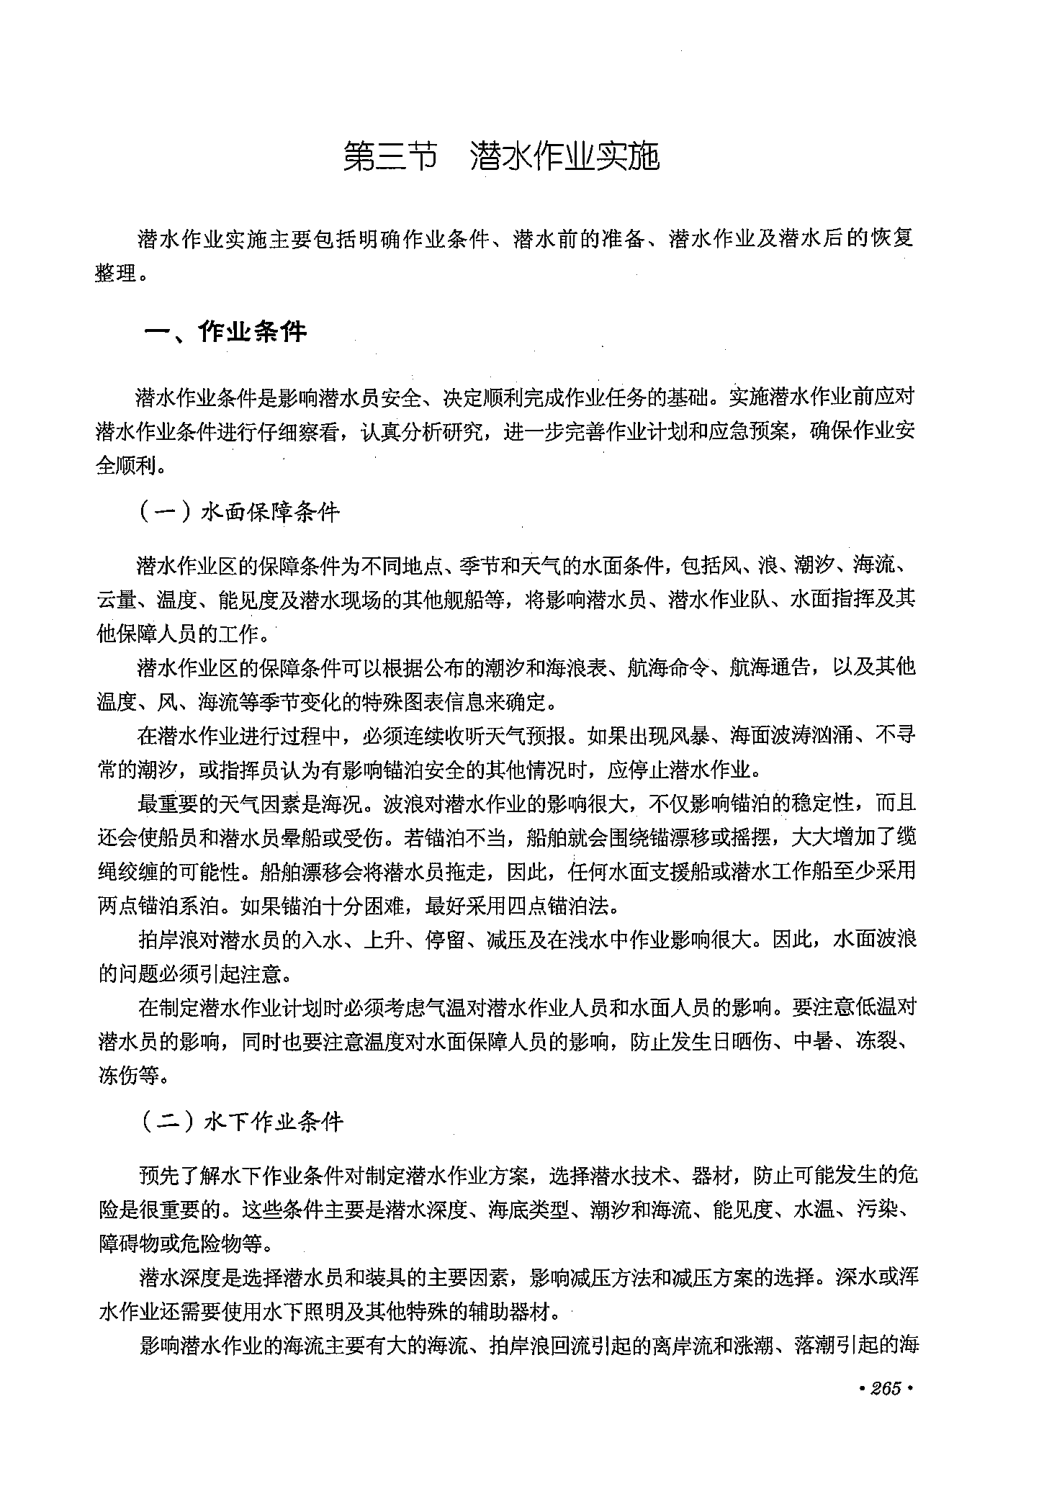 第三节 潜水作业实施
潜水作业实施主要包括明确作业条件、潜水前的准备、潜水作业及潜水后的恢复
整理。
一、作业条件
潜水作业条件是影响潜水员安全、决定顺利完成作业任务的基础。实施潜水作业前应对
潜水作业条件进行仔细察看，认真分析研究，进一步完善作业计划和应急预案，确保作业安
全顺利。
（一）水面保障条件
潜水作业区的保障条件为不同地点、季节和天气的水面条件，包括风、浪、潮汐、海流、
云量、温度、能见度及潜水现场的其他舰船等，将影响潜水员、潜水作业队、水面指挥及其
他保障人员的工作。
潜水作业区的保障条件可以根据公布的潮汐和海浪表、航海命令、航海通告，以及其他
温度、风、海流等季节变化的特殊图表信息来确定。
在潜水作业进行过程中，必须连续收听天气预报。如果出现风暴、海面波涛汹涌、不寻
常的潮汐，或指挥员认为有影响锚泊安全的其他情况时，应停止潜水作业。
最重要的天气因素是海况。波浪对潜水作业的影响很大，不仅影响锚泊的稳定性，而且
还会使船员和潜水员晕船或受伤。若锚泊不当，船舶就会围绕锚漂移或摇摆，大大增加了缆
绳绞缠的可能性。船舶漂移会将潜水员拖走，因此，任何水面支援船或潜水工作船至少采用
两点锚泊系泊。如果锚泊十分困难，最好采用四点锚泊法。
拍岸浪对潜水员的入水、上升、停留、减压及在浅水中作业影响很大。因此，水面波浪
的问题必须引起注意。
在制定潜水作业计划时必须考虑气温对潜水作业人员和水面人员的影响。要注意低温对
潜水员的影响，同时也要注意温度对水面保障人员的影响，防止发生日晒伤、中暑、冻裂、
冻伤等。
（二）水下作业条件
预先了解水下作业条件对制定潜水作业方案，选择潜水技术、器材，防止可能发生的危
险是很重要的。这些条件主要是潜水深度、海底类型、潮汐和海流、能见度、水温、污染、
障碍物或危险物等。
潜水深度是选择潜水员和装具的主要因素，影响减压方法和减压方案的选择。深水或浑
水作业还需要使用水下照明及其他特殊的辅助器材。
影响潜水作业的海流主要有大的海流、拍岸浪回流引起的离岸流和涨潮、落潮引起的海
·265·